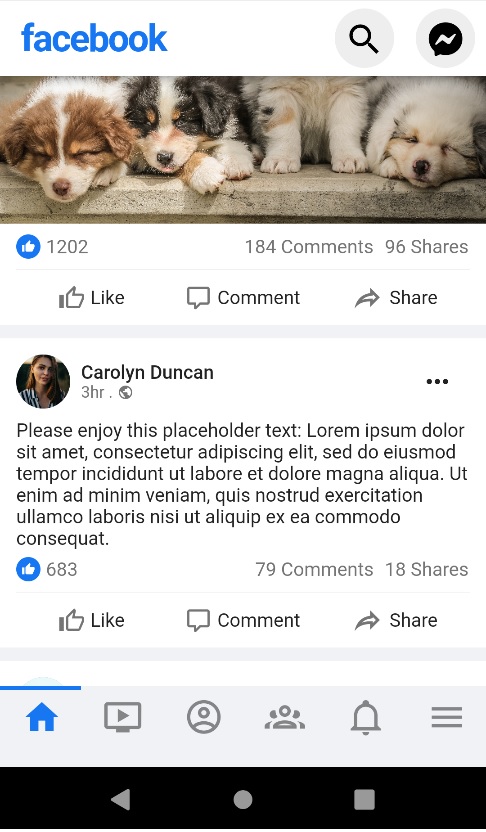 facebook
1202 184 Comments 96 Shares
Like Comment Share
Carolyn Duncan
3hr .
Please enjoy this placeholder text: Lorem ipsum dolor
sit amet, consectetur adipiscing elit, sed do eiusmod
tempor incididunt ut labore et dolore magna aliqua. Ut
enim ad minim veniam, quis nostrud exercitation
ullamco laboris nisi ut aliquip ex ea commodo
consequat.
683 79 Comments 18 Shares
Like Comment Share